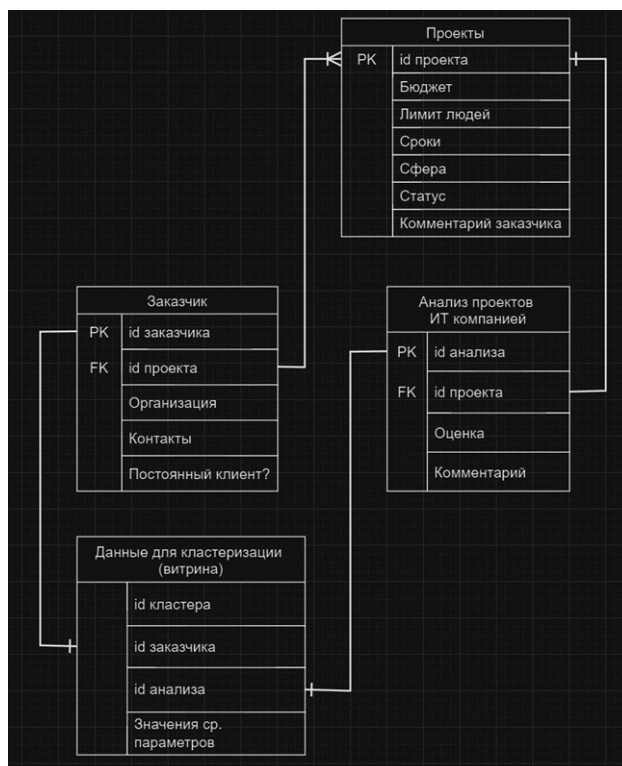 Проекты
PK id проекта
Бюджет
Лимит людей
Сроки
Сфера
Статус
Комментарий заказчика
Заказчик
PK id заказчика
FK id проекта
Организация
Контакты
Постоянный клиент?
Анализ проектов
ИТ компанией
PK id анализа
FK id проекта
Оценка
Комментарий
Данные для кластеризации
(витрина)
id кластера
id заказчика
id анализа
Значения ср.
параметров